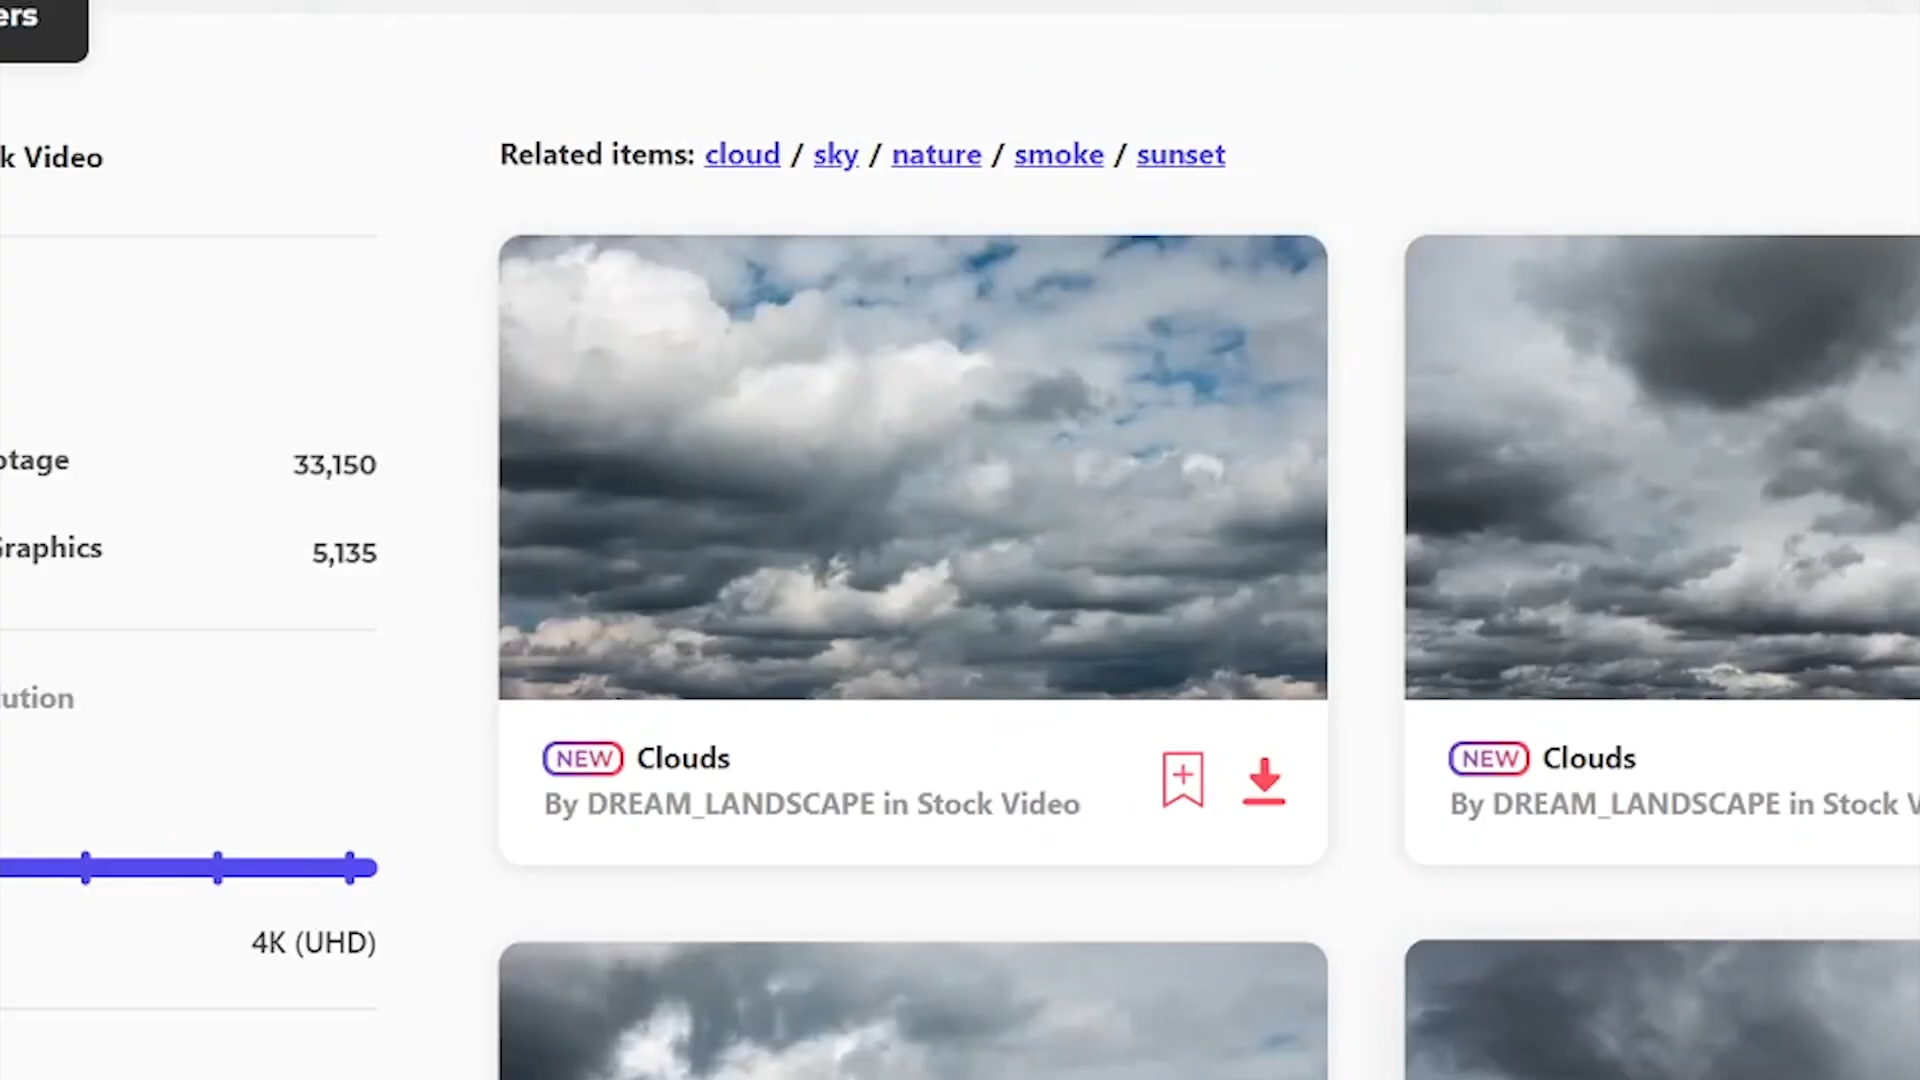 ers
k Video
Related items: cloud / sky / nature / smoke / sunset
otage 33,150
Graphics 5,135
ution
4K (UHD)
NEW Clouds
By DREAM_LANDSCAPE in Stock Video
NEW Clouds
By DREAM_LANDSCAPE in Stock V